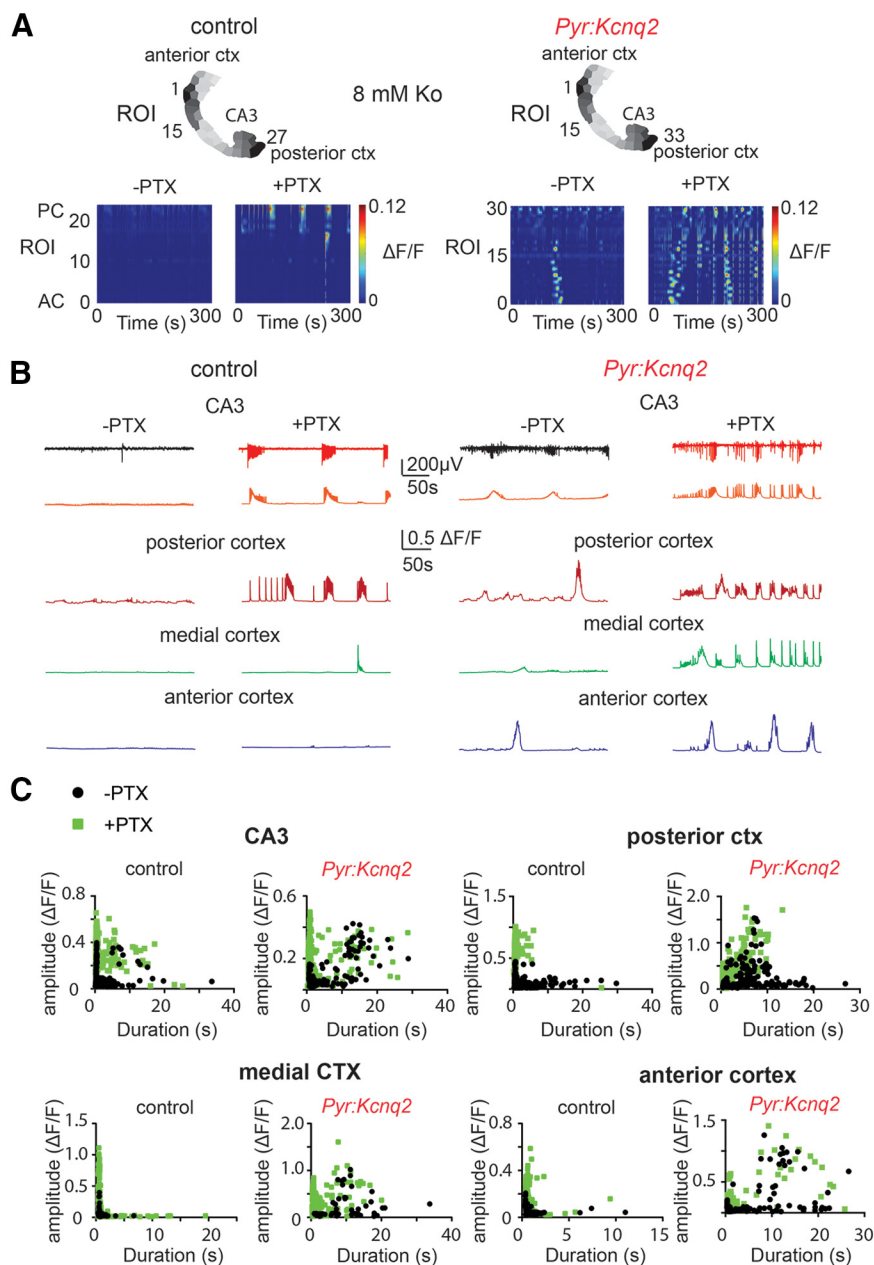 A
control
Pyr:Kcnq2
anterior ctx
anterior ctx
1
8 mM Ko
1
ROI
CA3
ROI
CA3
15
27
15
33
posterior ctx
posterior ctx
-PTX
+PTX
-PTX
+PTX
PC
20
ROI
10
AC
0
0
Time (s)
300
0
Time (s)
300
0.12
ΔF/F
0
30
ROI
15
0
0
Time (s)
300
0
Time (s)
300
0.12
ΔF/F
0
B
control
Pyr:Kcnq2
CA3
CA3
-PTX
+PTX
-PTX
+PTX
200μV
50s
0.5 ΔF/F
50s
posterior cortex
posterior cortex
medial cortex
medial cortex
anterior cortex
anterior cortex
C
-PTX
+PTX
CA3
posterior ctx
control
Pyr:Kcnq2
control
Pyr:Kcnq2
amplitude (ΔF/F)
0.8
0.4
0
0
20
40
Duration (s)
amplitude (ΔF/F)
0.6
0.2
0
0
20
40
Duration (s)
amplitude (ΔF/F)
1.5
0.5
0
0
20
40
Duration (s)
amplitude (ΔF/F)
2.0
1.0
0
0
10
20
30
Duration (s)
medial CTX
anterior cortex
control
Pyr:Kcnq2
control
Pyr:Kcnq2
amplitude (ΔF/F)
1.5
1.0
0.5
0
0
10
20
Duration (s)
amplitude (ΔF/F)
2.0
1.0
0
0
20
40
Duration (s)
amplitude (ΔF/F)
0.8
0.4
0
0
5
10
15
Duration (s)
amplitude (ΔF/F)
1.5
0.5
0
0
10
20
30
Duration (s)